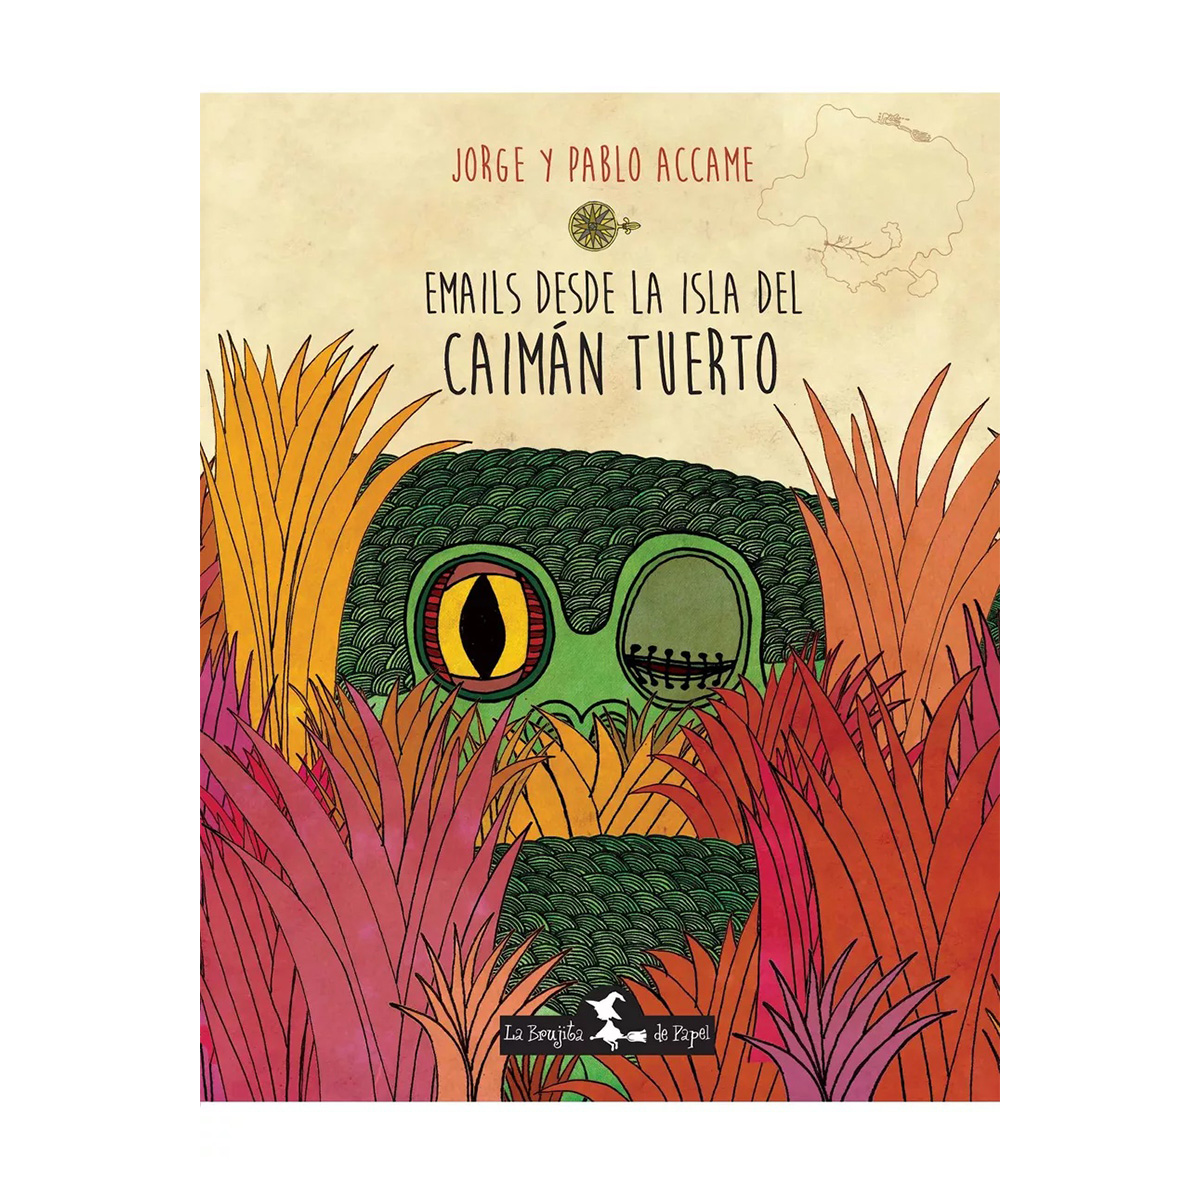 JORGE Y PABLO ACCAME
EMAILS DESDE LA ISLA DEL
CAIMÁN TUERTO
La Brujita de Papel